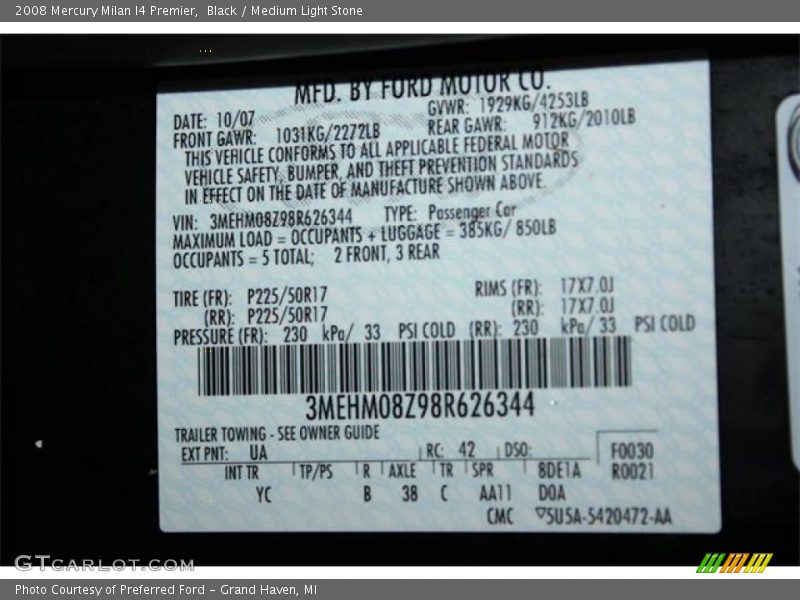 2008 Mercury Milan I4 Premier, Black / Medium Light Stone
MFD. BY FORD MOTOR CO.
DATE: 10/07 GVWR: 1929KG/4253LB
FRONT GAWR: 1031KG/2272LB REAR GAWR: 912KG/2010LB
THIS VEHICLE CONFORMS TO ALL APPLICABLE FEDERAL MOTOR
VEHICLE SAFETY, BUMPER, AND THEFT PREVENTION STANDARDS
IN EFFECT ON THE DATE OF MANUFACTURE SHOWN ABOVE.
VIN: 3MEHM08Z98R626344 TYPE: Passenger Car
MAXIMUM LOAD = OCCUPANTS + LUGGAGE = 385KG/ 850LB
OCCUPANTS = 5 TOTAL; 2 FRONT, 3 REAR
TIRE (FR): P225/50R17 RIMS (FR): 17X7.0J
(RR): P225/50R17 (RR): 17X7.0J
PRESSURE (FR): 230 kPa/ 33 PSI COLD (RR): 230 kPa/ 33 PSI COLD
3MEHM08Z98R626344
TRAILER TOWING - SEE OWNER GUIDE
EXT PNT: UA RC: 42 DSO: F0030
INT TR TP/PS R AXLE TR SPR 8DE1A R0021
YC B 38 C AA11 D0A
CMC ▽5U5A-5420472-AA
GTCARLOT.COM
Photo Courtesy of Preferred Ford – Grand Haven, MI